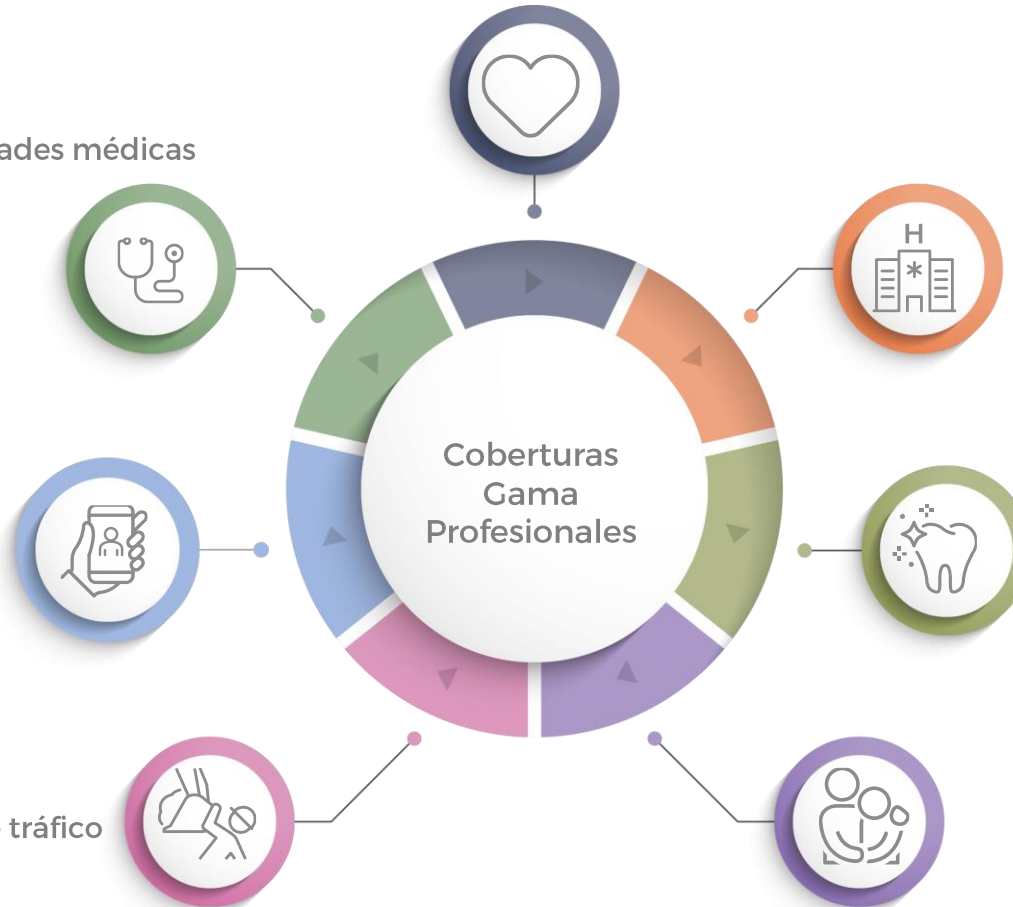 ades médicas
H
Coberturas
Gama
Profesionales
tráfico